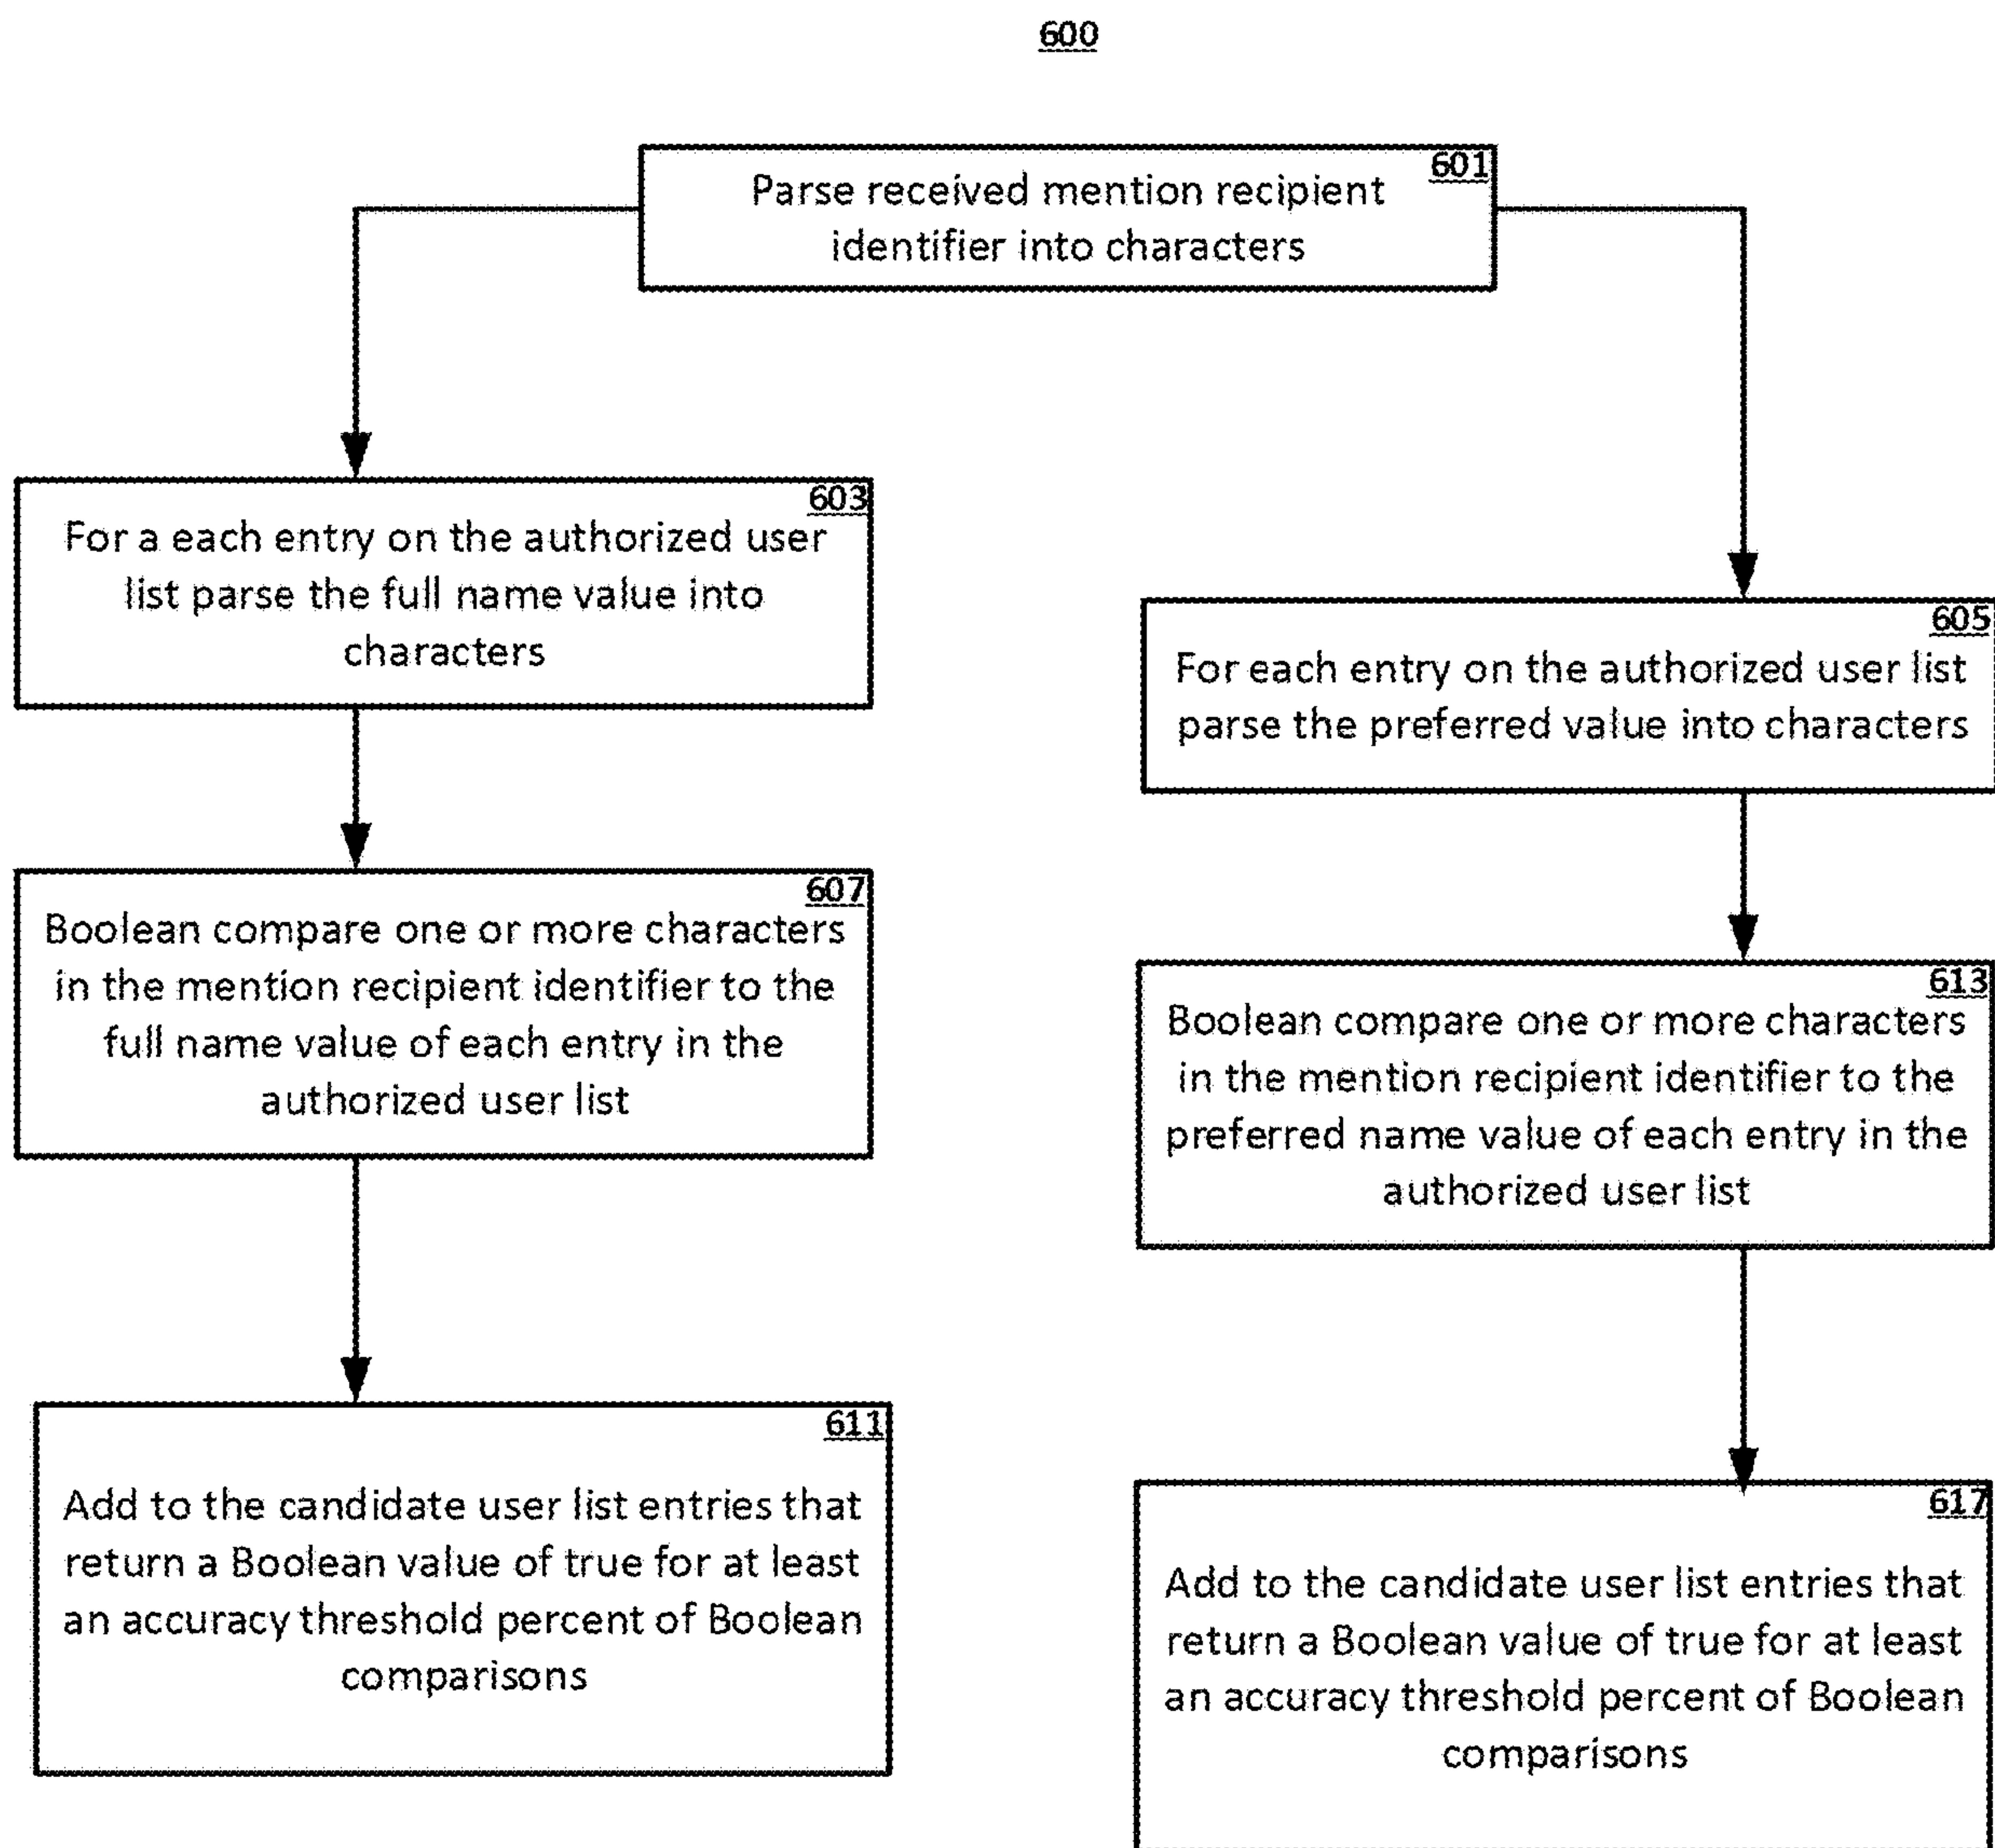 600
601
Parse received mention recipient
identifier into characters
603
For a each entry on the authorized user
list parse the full name value into
characters
605
For each entry on the authorized user list
parse the preferred value into characters
607
Boolean compare one or more characters
in the mention recipient identifier to the
full name value of each entry in the
authorized user list
613
Boolean compare one or more characters
in the mention recipient identifier to the
preferred name value of each entry in the
authorized user list
611
Add to the candidate user list entries that
return a Boolean value of true for at least
an accuracy threshold percent of Boolean
comparisons
617
Add to the candidate user list entries that
return a Boolean value of true for at least
an accuracy threshold percent of Boolean
comparisons